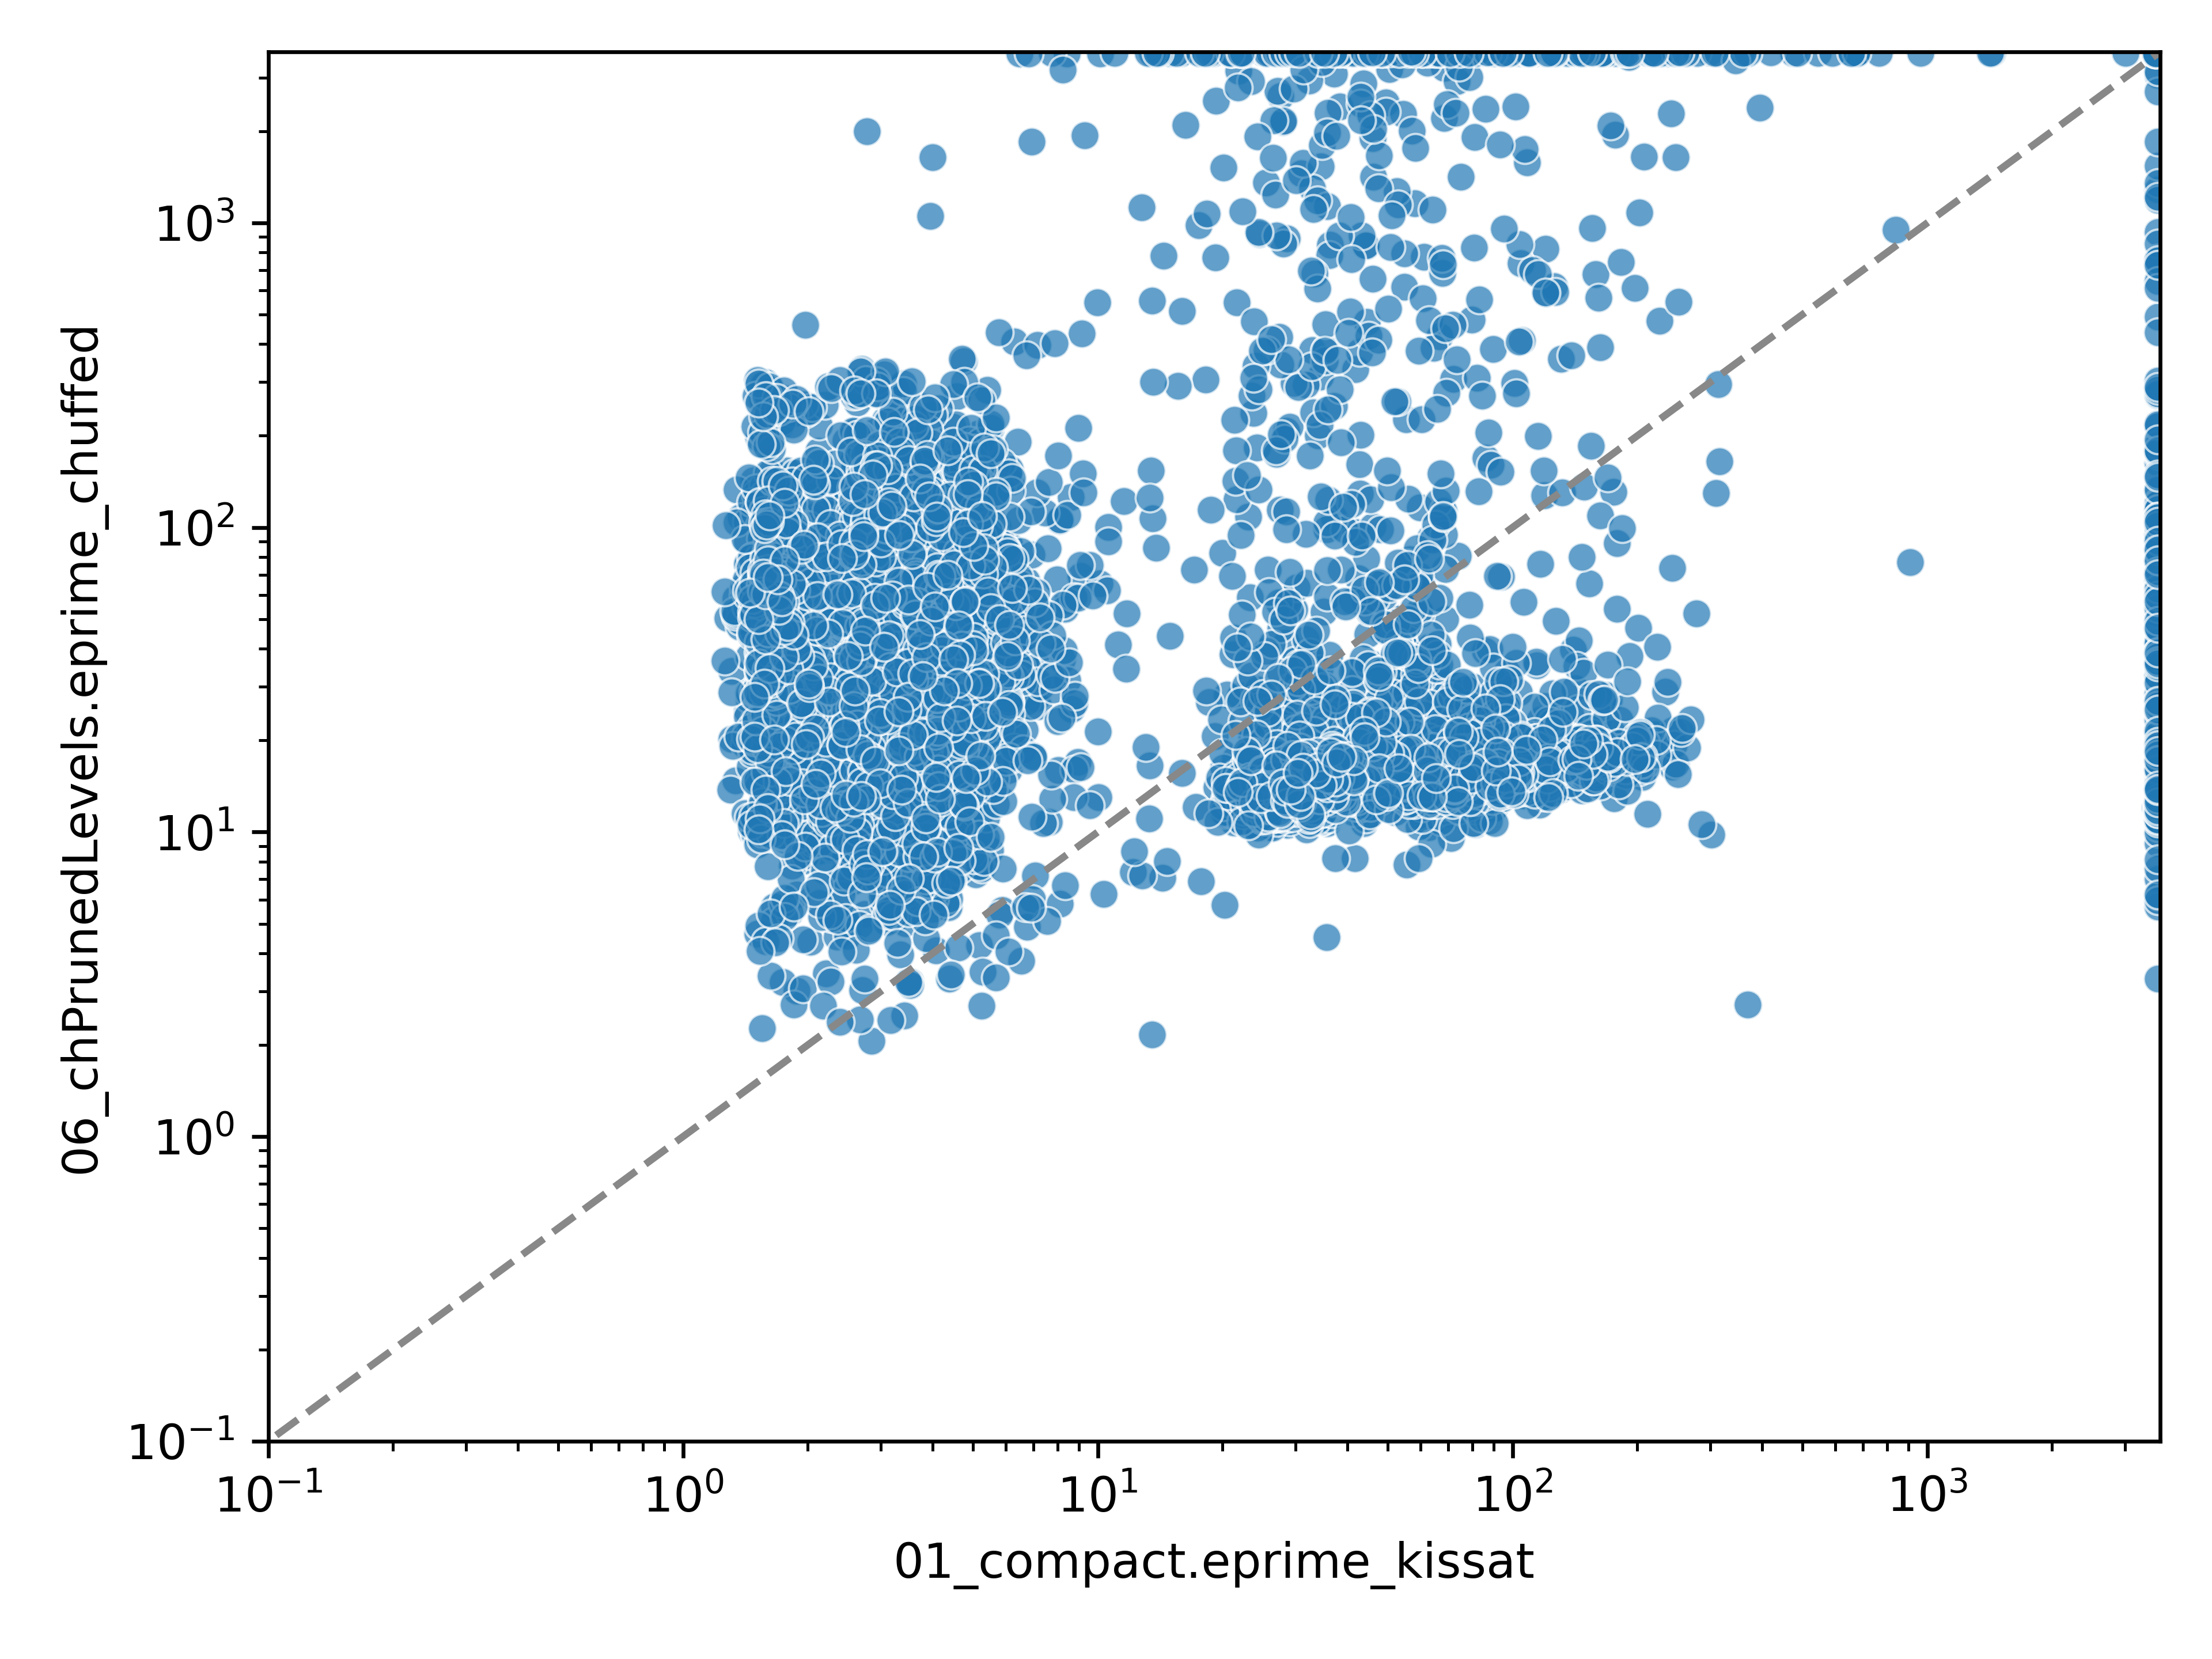 10³
10²
10¹
10⁰
10⁻¹
06_chPrunedLevels.eprime_chuffed
10⁻¹ 10⁰ 10¹ 10² 10³
01_compact.eprime_kissat